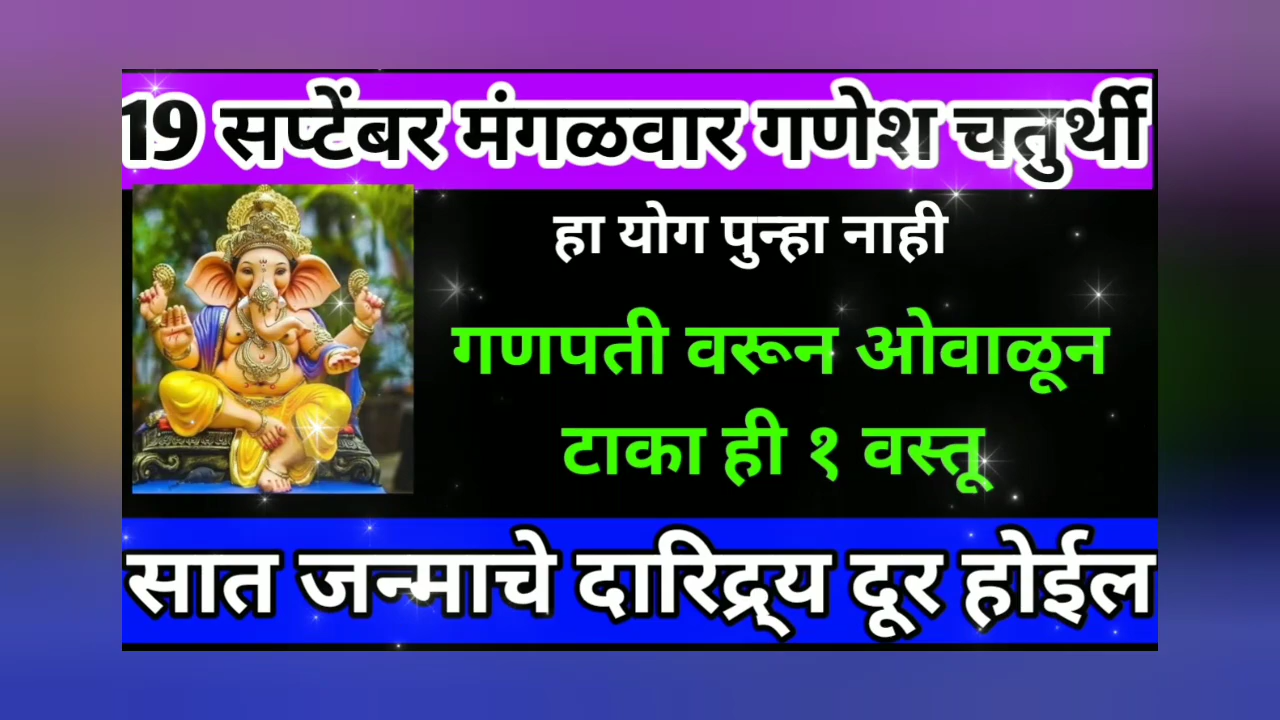 19 सप्टेंबर मंगळवार गणेश चतुर्थी
हा योग पुन्हा नाही
गणपती वरून ओवाळून
टाका ही १ वस्तू
सात जन्माचे दारिद्र्य दूर होईल